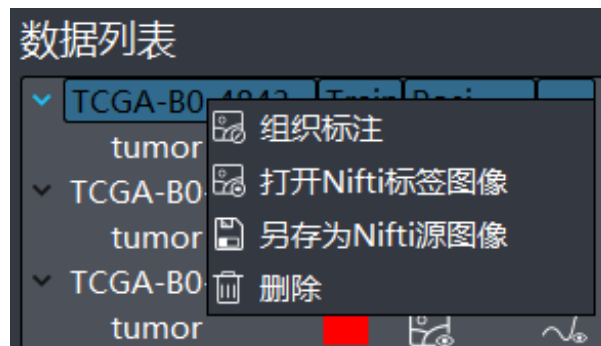 数据列表
TCGA-B0
组织标注
tumor
打开Nifti标签图像
TCGA-B0
tumor
另存为Nifti源图像
TCGA-B0
删除
tumor